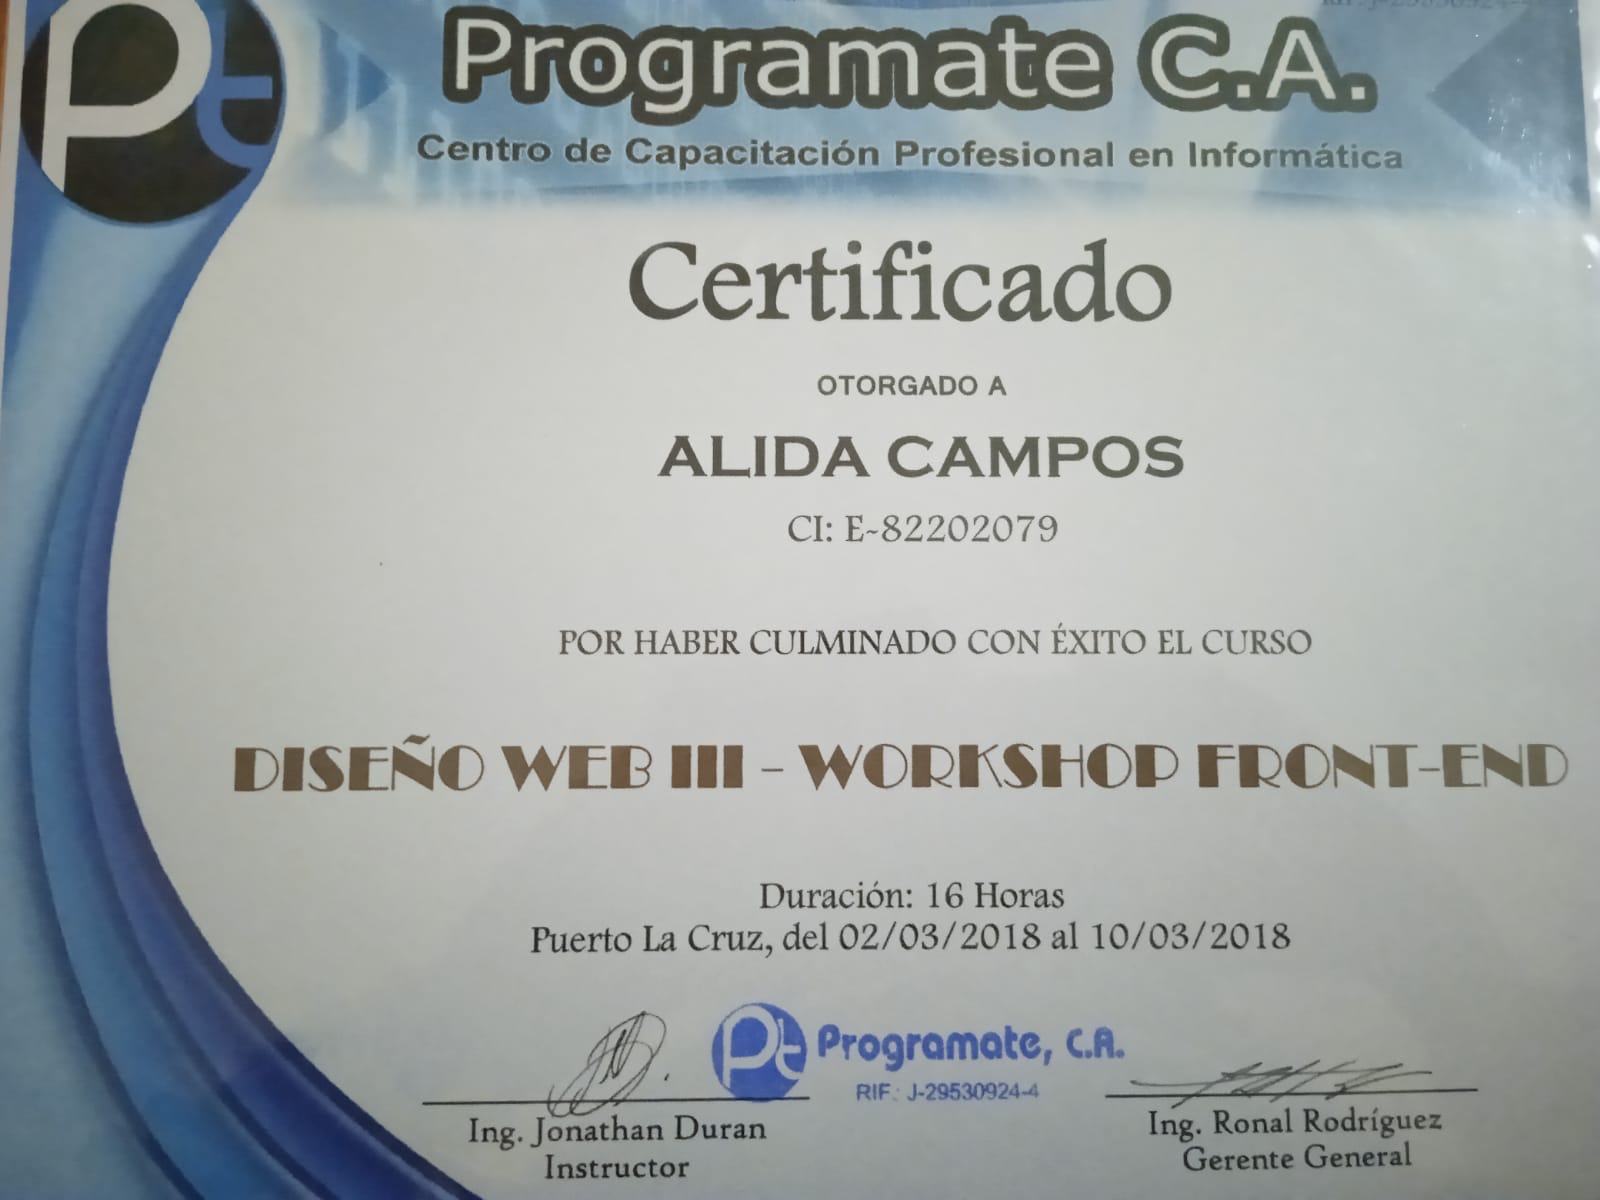 Pt
Programate C.A.
Centro de Capacitación Profesional en Informática
Certificado
OTORGADO A
ALIDA CAMPOS
CI: E-82202079
POR HABER CULMINADO CON ÉXITO EL CURSO
DISEÑO WEB III - WORKSHOP FRONT-END
Duración: 16 Horas
Puerto La Cruz, del 02/03/2018 al 10/03/2018
Pt Programate, C.A.
RIF.: J-29530924-4
Ing. Jonathan Duran
Instructor
Ing. Ronal Rodríguez
Gerente General